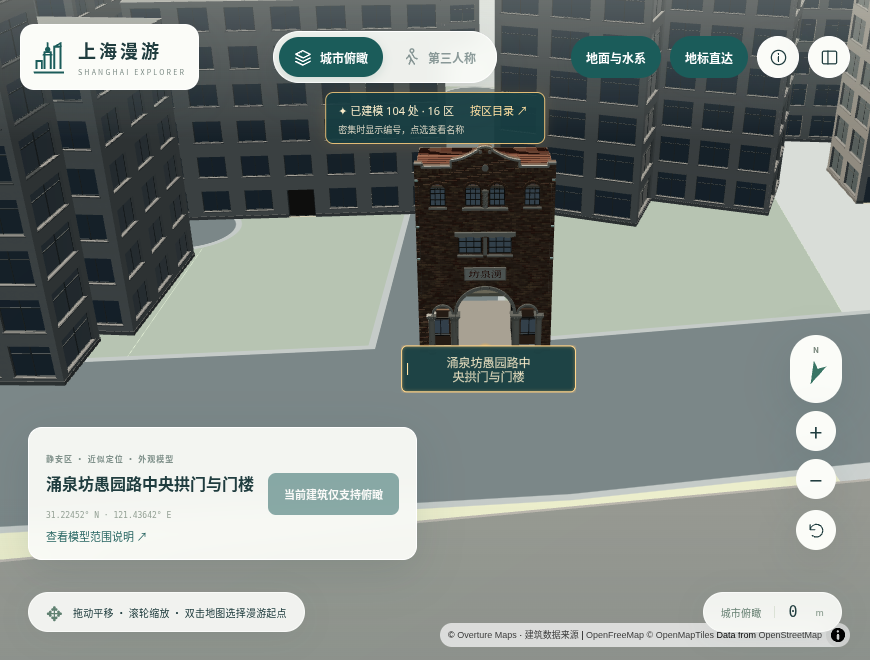 上海漫游
SHANGHAI EXPLORER
城市俯瞰
第三人称
地面与水系
地标直达
✦ 已建模 104 处 · 16 区 按区目录 ↗
密集时显示编号，点选查看名称
坊泉湧
涌泉坊愚园路中
央拱门与门楼
N
静安区 · 近似定位 · 外观模型
涌泉坊愚园路中央拱门与门楼
当前建筑仅支持俯瞰
31.22452° N · 121.43642° E
查看模型范围说明 ↗
+
−
拖动平移 · 滚轮缩放 · 双击地图选择漫游起点
城市俯瞰 0 m
© Overture Maps · 建筑数据来源 | OpenFreeMap © OpenMapTiles Data from OpenStreetMap